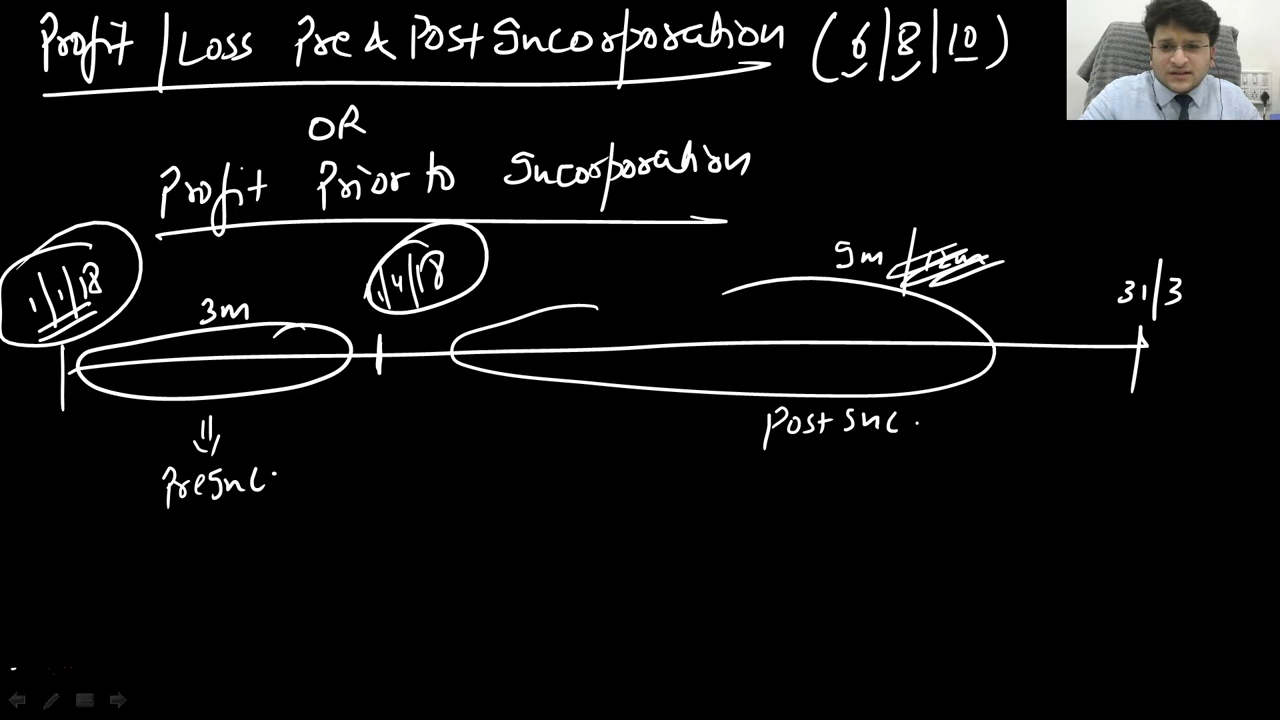 Profit / Loss Pre & Post Incorporation (6 | 8 | 10)
OR
Profit Prior to Incorporation
1/1/18
3m
1/4/18
9m
31/3
Post Inc.
Pre Inc.